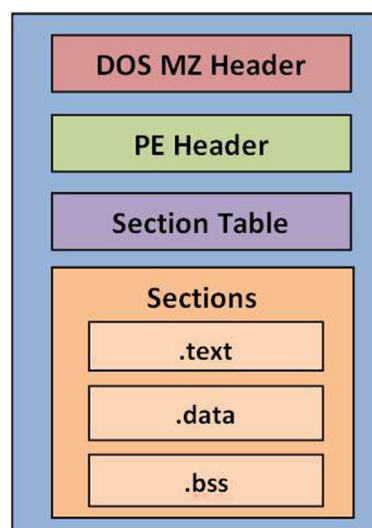 DOS MZ Header
PE Header
Section Table
Sections
.text
.data
.bss